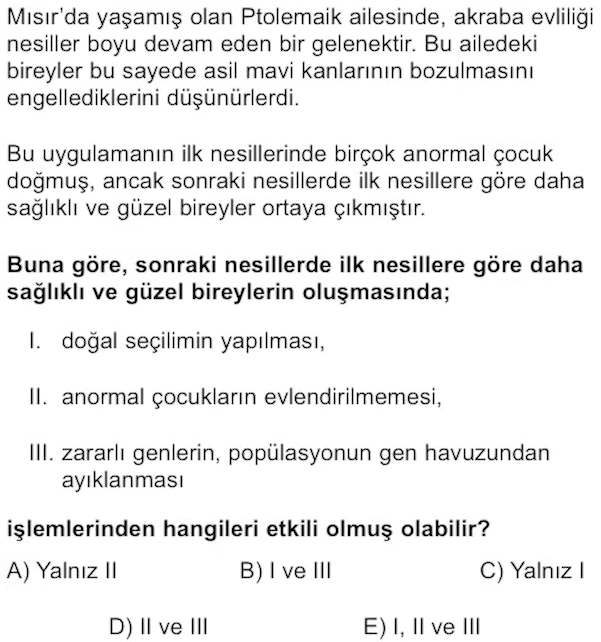 Mısır’da yaşamış olan Ptolemaik ailesinde, akraba evliliği
nesiller boyu devam eden bir gelenektir. Bu ailedeki
bireyler bu sayede asil mavi kanlarının bozulmasını
engellediklerini düşünürlerdi.
Bu uygulamanın ilk nesillerinde birçok anormal çocuk
doğmuş, ancak sonraki nesillerde ilk nesillere göre daha
sağlıklı ve güzel bireyler ortaya çıkmıştır.
Buna göre, sonraki nesillerde ilk nesillere göre daha
sağlıklı ve güzel bireylerin oluşmasında;
I. doğal seçilimin yapılması,
II. anormal çocukların evlendirilmemesi,
III. zararlı genlerin, popülasyonun gen havuzundan
ayıklanması
işlemlerinden hangileri etkili olmuş olabilir?
A) Yalnız II B) I ve III C) Yalnız I
D) II ve III E) I, II ve III